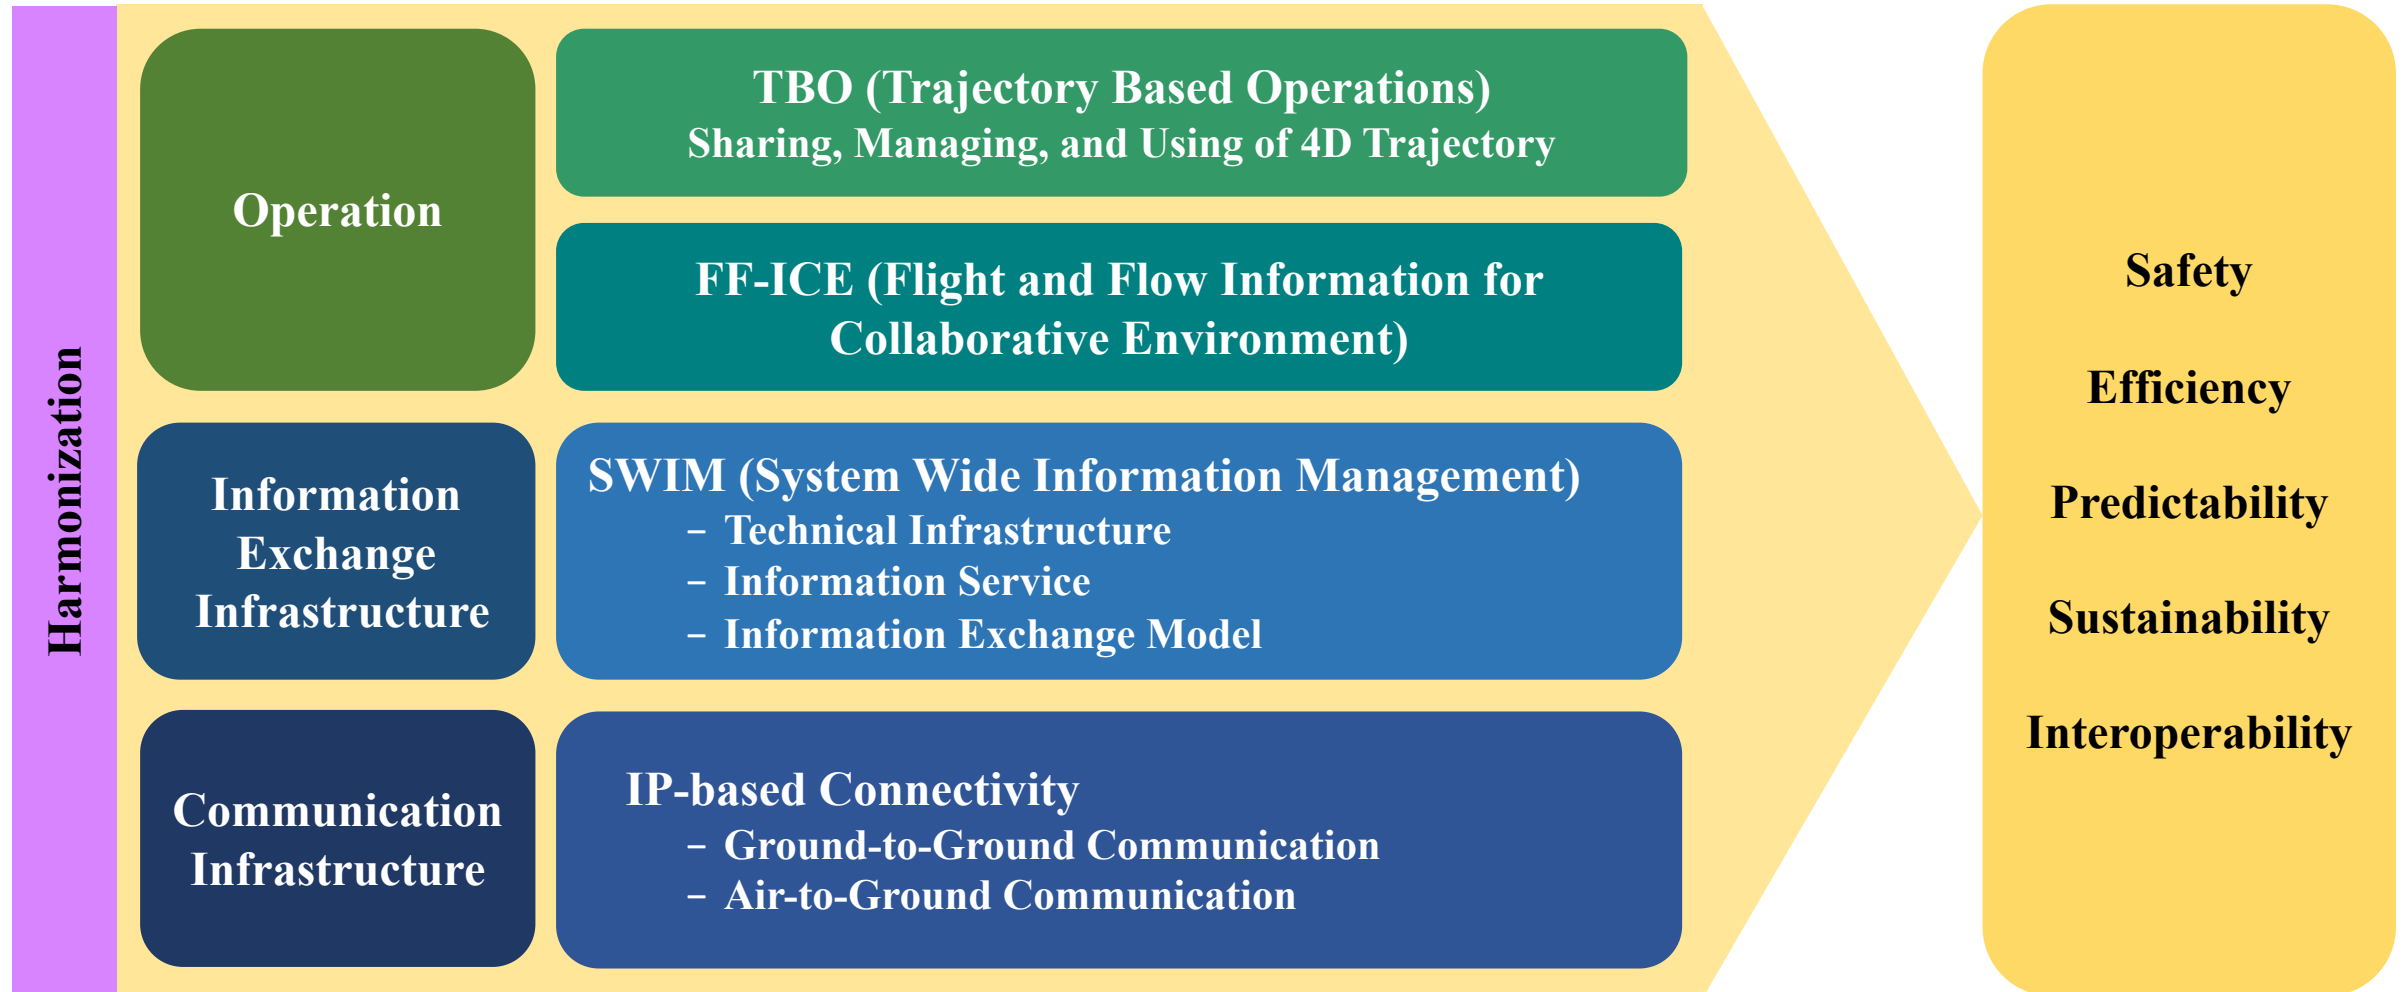 Harmonization
Operation
TBO (Trajectory Based Operations)
Sharing, Managing, and Using of 4D Trajectory
FF-ICE (Flight and Flow Information for
Collaborative Environment)
Information
Exchange
Infrastructure
SWIM (System Wide Information Management)
– Technical Infrastructure
– Information Service
– Information Exchange Model
Communication
Infrastructure
IP-based Connectivity
– Ground-to-Ground Communication
– Air-to-Ground Communication
Safety
Efficiency
Predictability
Sustainability
Interoperability